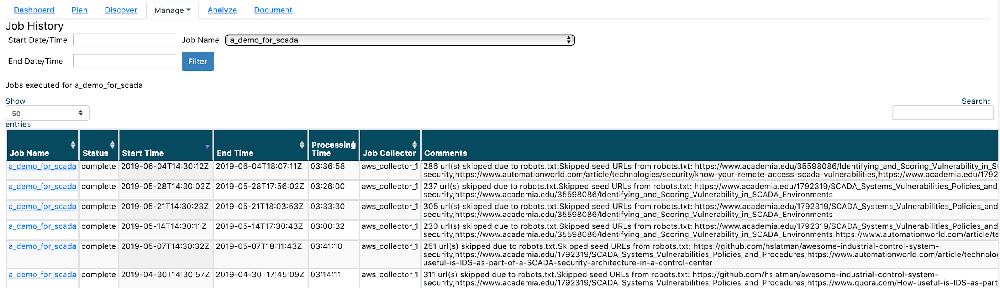 Dashboard Plan Discover Manage Analyze Document
Job History
Start Date/Time Job Name a_demo_for_scada
End Date/Time Filter
Jobs executed for a_demo_for_scada
Show Search:
50
entries
Job Name Status Start Time End Time Processing Time Job Collector Comments
a_demo_for_scada complete 2019-06-04T14:30:12Z 2019-06-04T18:07:11Z 03:36:58 aws_collector_1 286 url(s) skipped due to robots.txt.Skipped seed URLs from robots.txt: https://www.academia.edu/35598086/Identifying_and_Scoring_Vulnerability_in_SC
security,https://www.automationworld.com/article/technologies/security/know-your-remote-access-scada-vulnerabilities,https://www.academia.edu/1792
a_demo_for_scada complete 2019-05-28T14:30:02Z 2019-05-28T17:56:02Z 03:26:00 aws_collector_1 237 url(s) skipped due to robots.txt.Skipped seed URLs from robots.txt: https://www.academia.edu/1792319/SCADA_Systems_Vulnerabilities_Policies_and_
security,https://www.academia.edu/35598086/Identifying_and_Scoring_Vulnerability_in_SCADA_Environments
a_demo_for_scada complete 2019-05-21T14:30:23Z 2019-05-21T18:03:53Z 03:33:30 aws_collector_1 305 url(s) skipped due to robots.txt.Skipped seed URLs from robots.txt: https://www.academia.edu/1792319/SCADA_Systems_Vulnerabilities_Policies_and_
security,https://www.academia.edu/35598086/Identifying_and_Scoring_Vulnerability_in_SCADA_Environments
a_demo_for_scada complete 2019-05-14T14:30:11Z 2019-05-14T17:30:43Z 03:00:32 aws_collector_1 230 url(s) skipped due to robots.txt.Skipped seed URLs from robots.txt: https://www.academia.edu/1792319/SCADA_Systems_Vulnerabilities_Policies_and_
security,https://www.academia.edu/35598086/Identifying_and_Scoring_Vulnerability_in_SCADA_Environments,https://www.automationworld.com/article/te
a_demo_for_scada complete 2019-05-07T14:30:32Z 2019-05-07T18:11:43Z 03:41:10 aws_collector_1 251 url(s) skipped due to robots.txt.Skipped seed URLs from robots.txt: https://github.com/hslatman/awesome-industrial-control-system-
security,https://www.academia.edu/1792319/SCADA_Systems_Vulnerabilities_Policies_and_Procedures,https://www.automationworld.com/article/technolog
useful-is-IDS-as-part-of-a-SCADA-security-architecture-in-a-control-center
a_demo_for_scada complete 2019-04-30T14:30:57Z 2019-04-30T17:45:09Z 03:14:11 aws_collector_1 311 url(s) skipped due to robots.txt.Skipped seed URLs from robots.txt: https://github.com/hslatman/awesome-industrial-control-system-
security,https://www.academia.edu/1792319/SCADA_Systems_Vulnerabilities_Policies_and_Procedures,https://www.quora.com/How-useful-is-IDS-as-part-